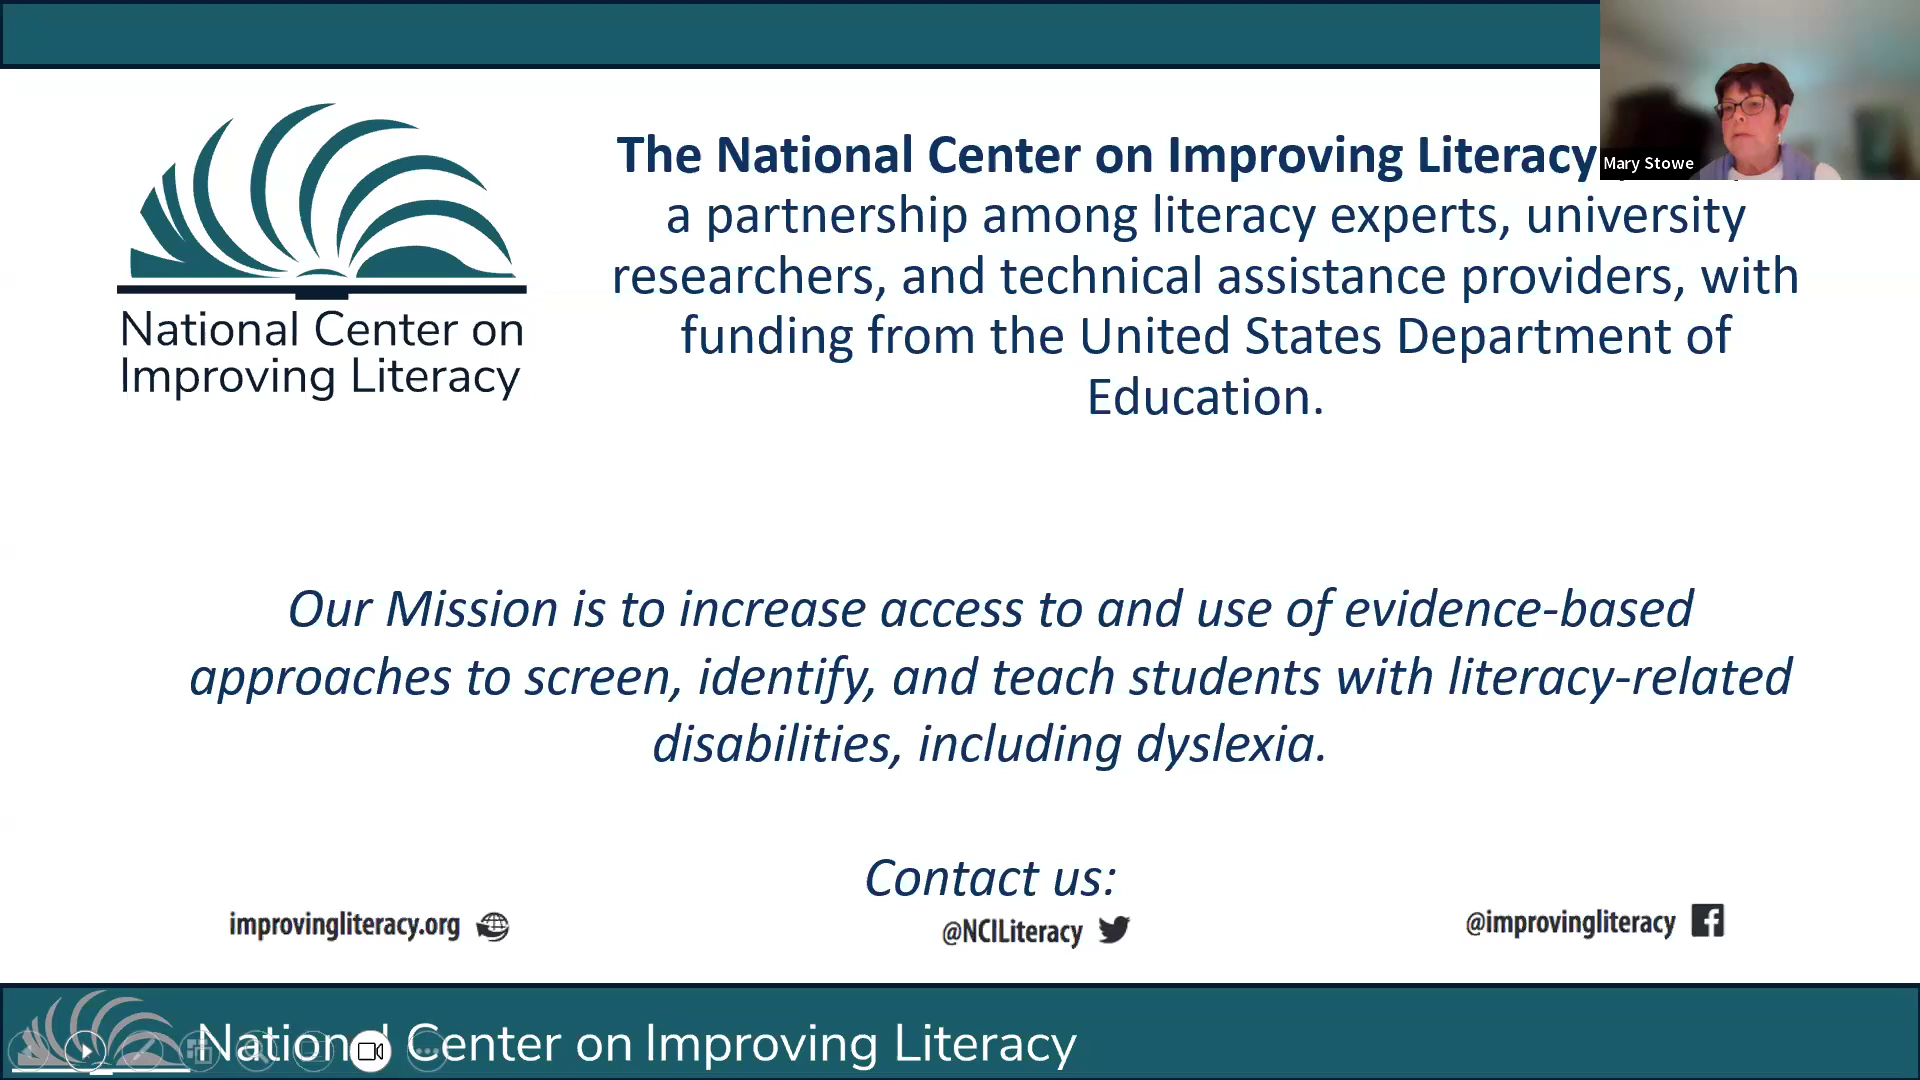 The National Center on Improving Literacy
a partnership among literacy experts, university
researchers, and technical assistance providers, with
funding from the United States Department of
Education.
Mary Stowe
National Center on
Improving Literacy
Our Mission is to increase access to and use of evidence-based
approaches to screen, identify, and teach students with literacy-related
disabilities, including dyslexia.
Contact us:
improvingliteracy.org
@NCILiteracy
@improvingliteracy
National Center on Improving Literacy